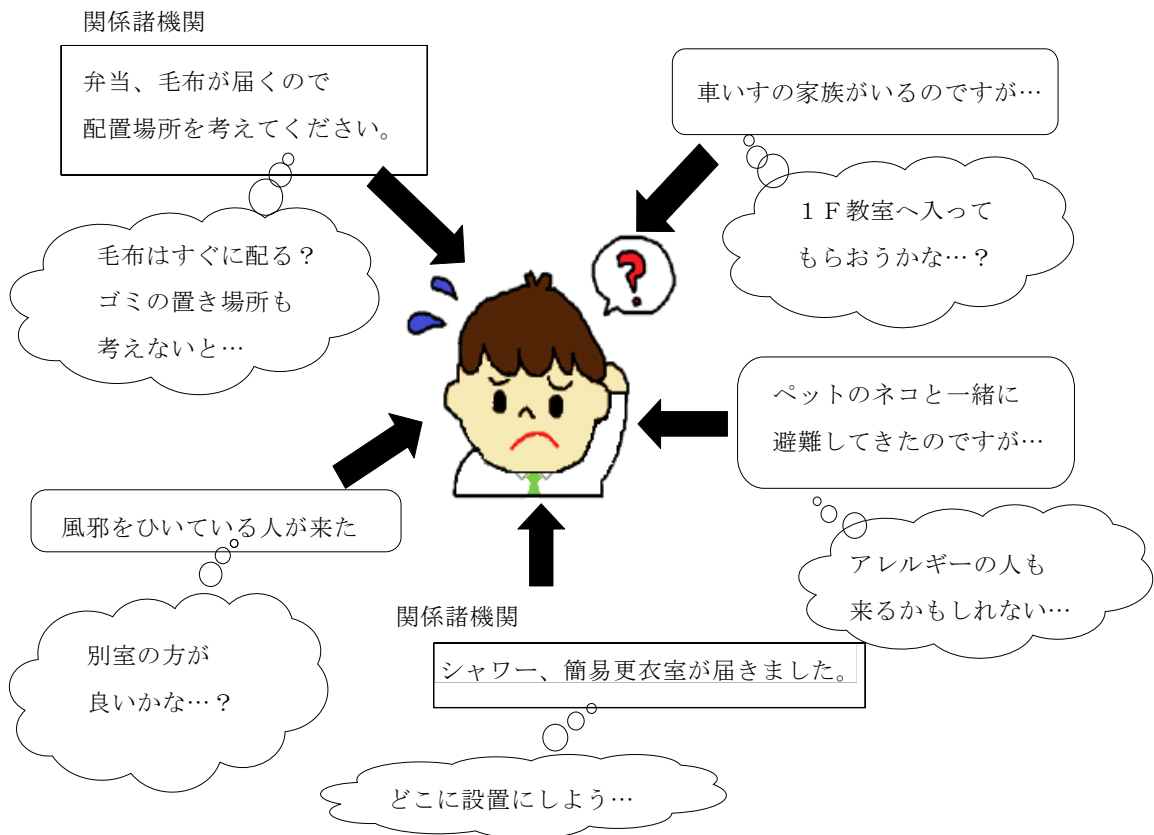 関係諸機関
弁当、毛布が届くので
配置場所を考えてください。
毛布はすぐに配る？
ゴミの置き場所も
考えないと…
車いすの家族がいるのですが…
１Ｆ教室へ入って
もらおうかな…？
?
ペットのネコと一緒に
避難してきたのですが…
アレルギーの人も
来るかもしれない…
風邪をひいている人が来た
別室の方が
良いかな…？
関係諸機関
シャワー、簡易更衣室が届きました。
どこに設置にしよう…